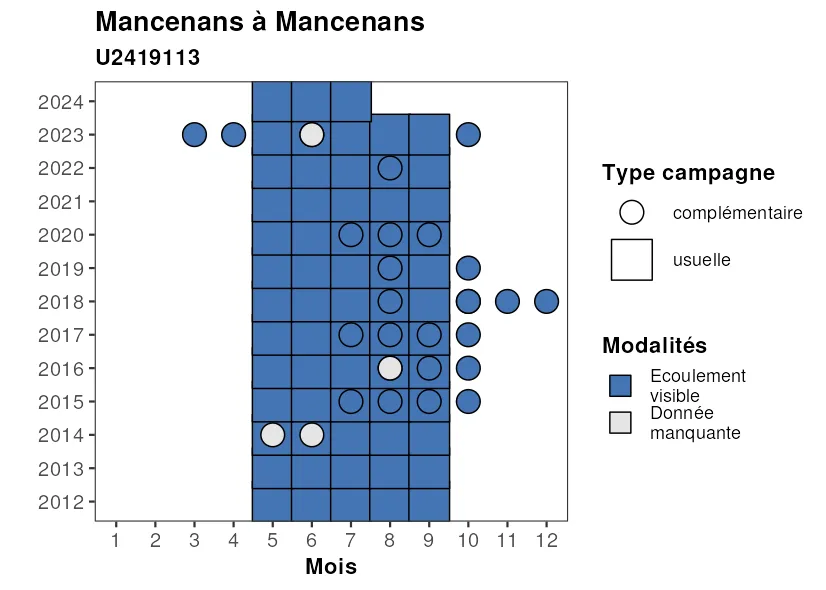 Mancenans à Mancenans
U2419113
2024
2023
2022
2021
2020
2019
2018
2017
2016
2015
2014
2013
2012
1 2 3 4 5 6 7 8 9 10 11 12
Mois
Type campagne
complémentaire
usuelle
Modalités
Ecoulement
visible
Donnée
manquante